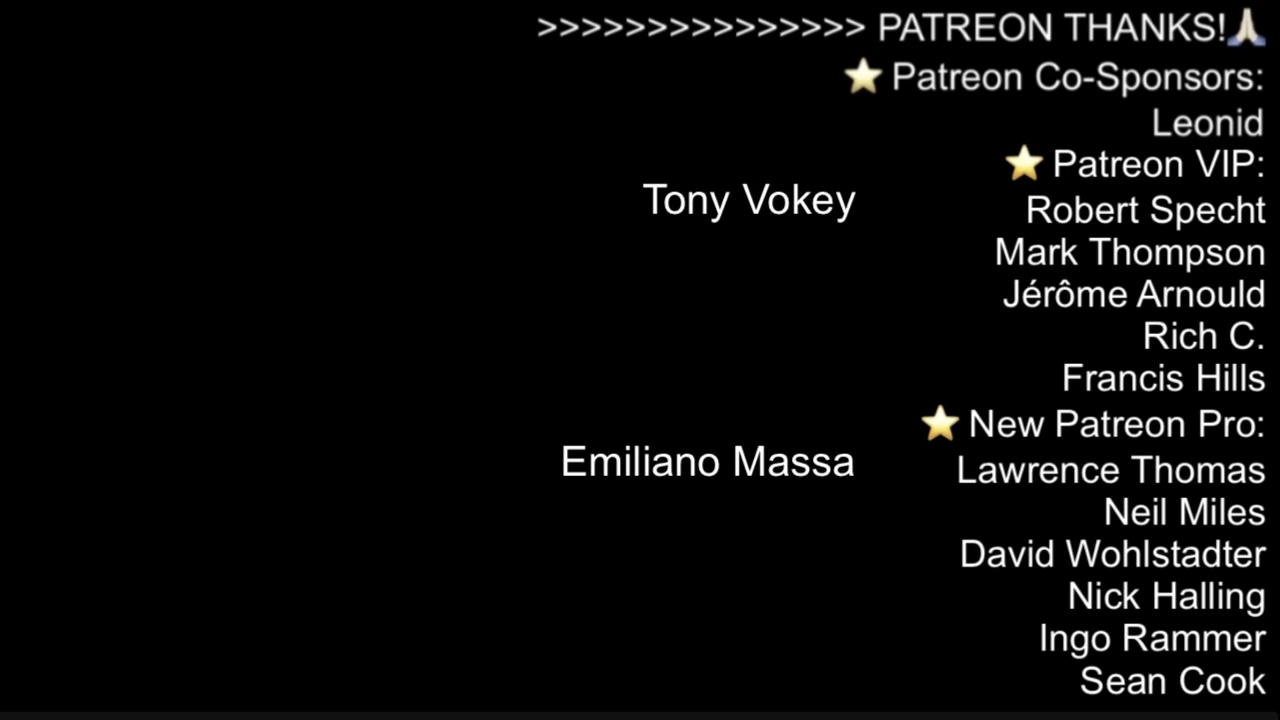 >>>>>>>>>>>>>>> PATREON THANKS!🙏🏻
⭐ Patreon Co-Sponsors:
Leonid
⭐ Patreon VIP:
Tony Vokey
Robert Specht
Mark Thompson
Jérôme Arnould
Rich C.
Francis Hills
⭐ New Patreon Pro:
Emiliano Massa
Lawrence Thomas
Neil Miles
David Wohlstadter
Nick Halling
Ingo Rammer
Sean Cook